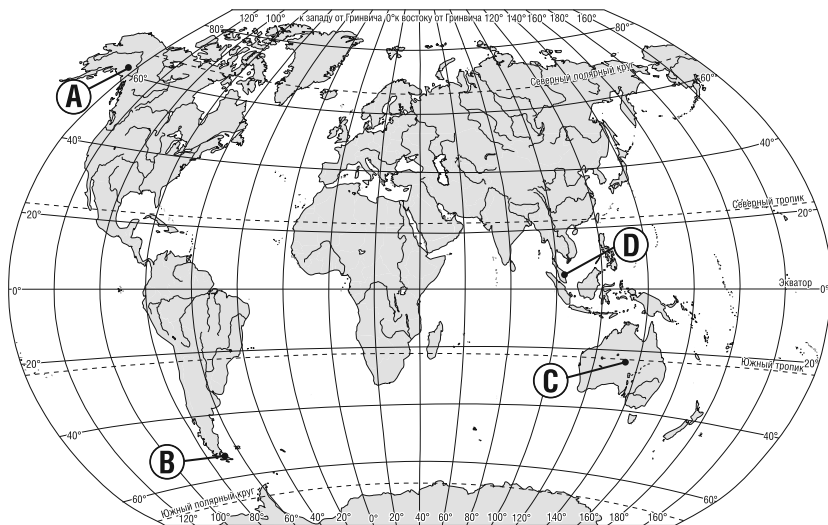 120° 100° к западу от Гринвича 0° к востоку от Гринвича 120° 140° 160° 160°
80° 80°
Северный полярный круг
A 60° 60°
40° 40°
Северный тропик
20° 20°
D
Экватор
0° 0°
Южный тропик
20° 20°
C
40° 40°
B
Южный полярный круг
60° 60°
120° 100° 80° 60° 40° 20° 0° 20° 40° 60° 80° 100° 120° 140° 160° 160°